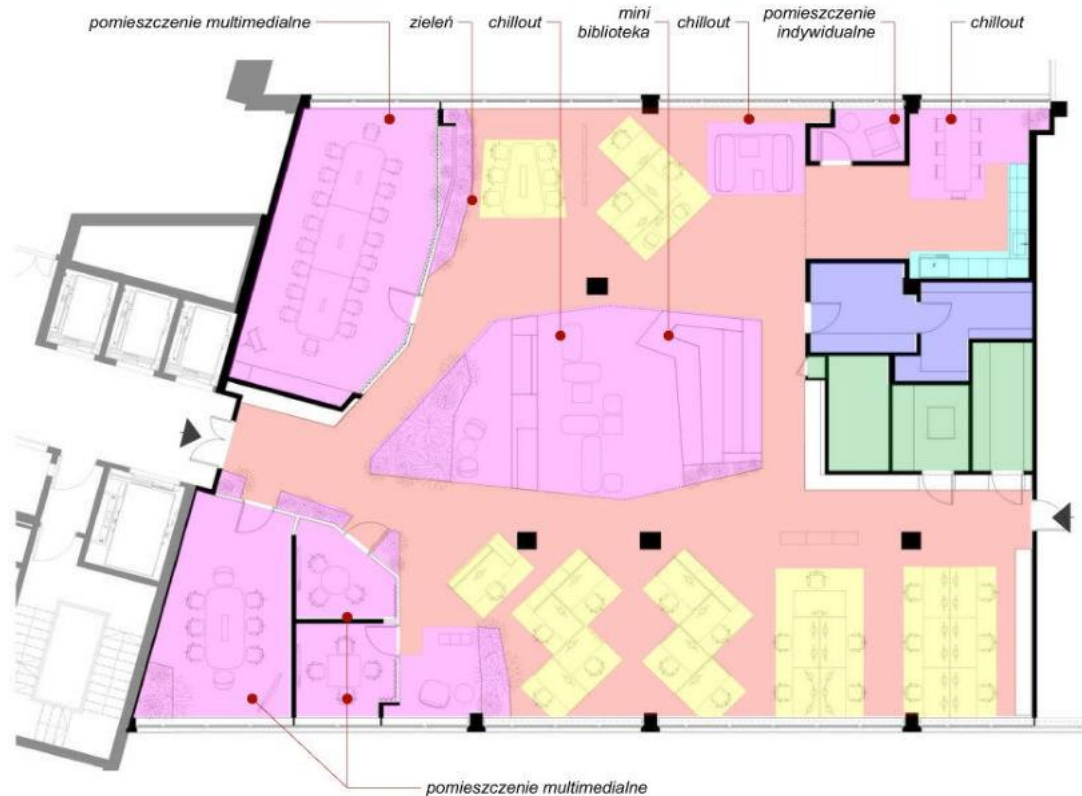 pomieszczenie multimedialne
zieleń
chillout
mini
biblioteka
chillout
pomieszczenie
indywidualne
chillout
pomieszczenie multimedialne